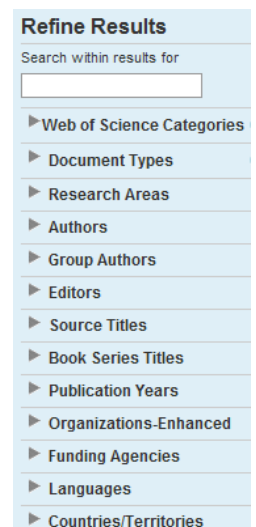 Refine Results
Search within results for
Web of Science Categories
Document Types
Research Areas
Authors
Group Authors
Editors
Source Titles
Book Series Titles
Publication Years
Organizations-Enhanced
Funding Agencies
Languages
Countries/Territories